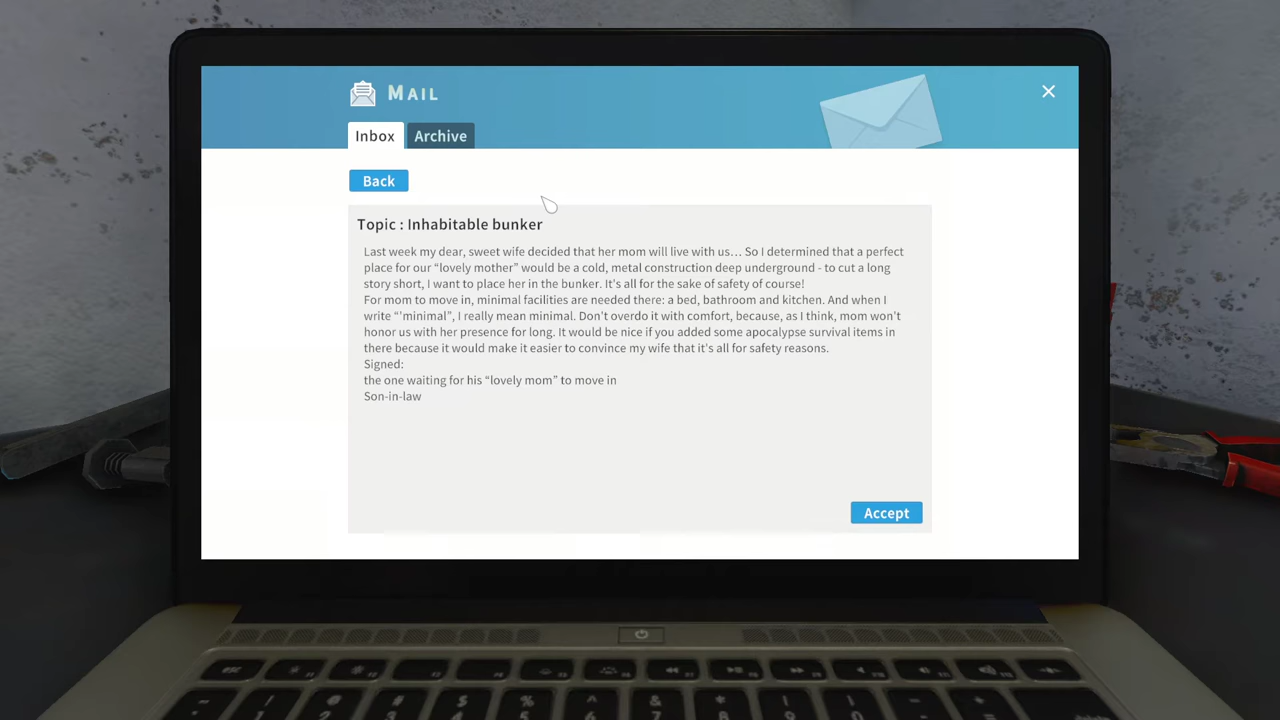 MAIL
Inbox
Archive
Back
Topic : Inhabitable bunker
Last week my dear, sweet wife decided that her mom will live with us... So I determined that a perfect
place for our “lovely mother” would be a cold, metal construction deep underground - to cut a long
story short, I want to place her in the bunker. It's all for the sake of safety of course!
For mom to move in, minimal facilities are needed there: a bed, bathroom and kitchen. And when I
write “'minimal”, I really mean minimal. Don't overdo it with comfort, because, as I think, mom won't
honor us with her presence for long. It would be nice if you added some apocalypse survival items in
there because it would make it easier to convince my wife that it's all for safety reasons.
Signed:
the one waiting for his “lovely mom” to move in
Son-in-law
Accept